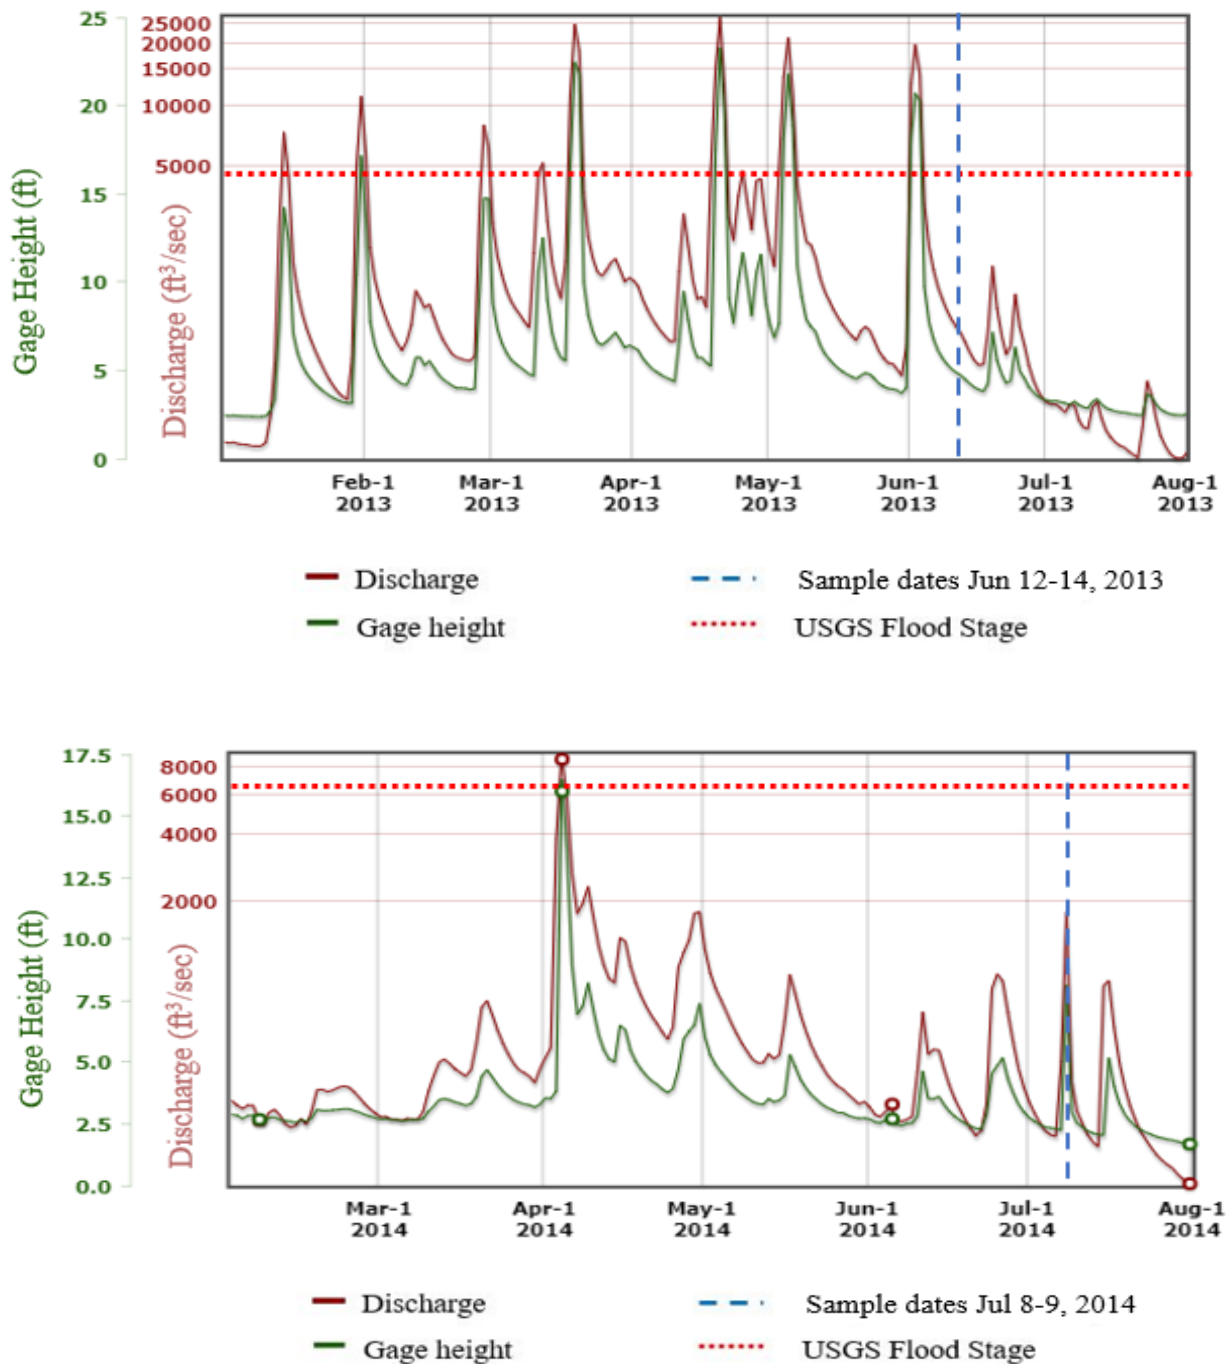 25
20
15
10
5
0
Gage Height (ft)
25000
20000
15000
10000
5000
Discharge (ft³/sec)
Feb-1
2013
Mar-1
2013
Apr-1
2013
May-1
2013
Jun-1
2013
Jul-1
2013
Aug-1
2013
Discharge
Sample dates Jun 12-14, 2013
Gage height
USGS Flood Stage
17.5
15.0
12.5
10.0
7.5
5.0
2.5
0.0
Gage Height (ft)
8000
6000
4000
2000
Discharge (ft³/sec)
Mar-1
2014
Apr-1
2014
May-1
2014
Jun-1
2014
Jul-1
2014
Aug-1
2014
Discharge
Sample dates Jul 8-9, 2014
Gage height
USGS Flood Stage